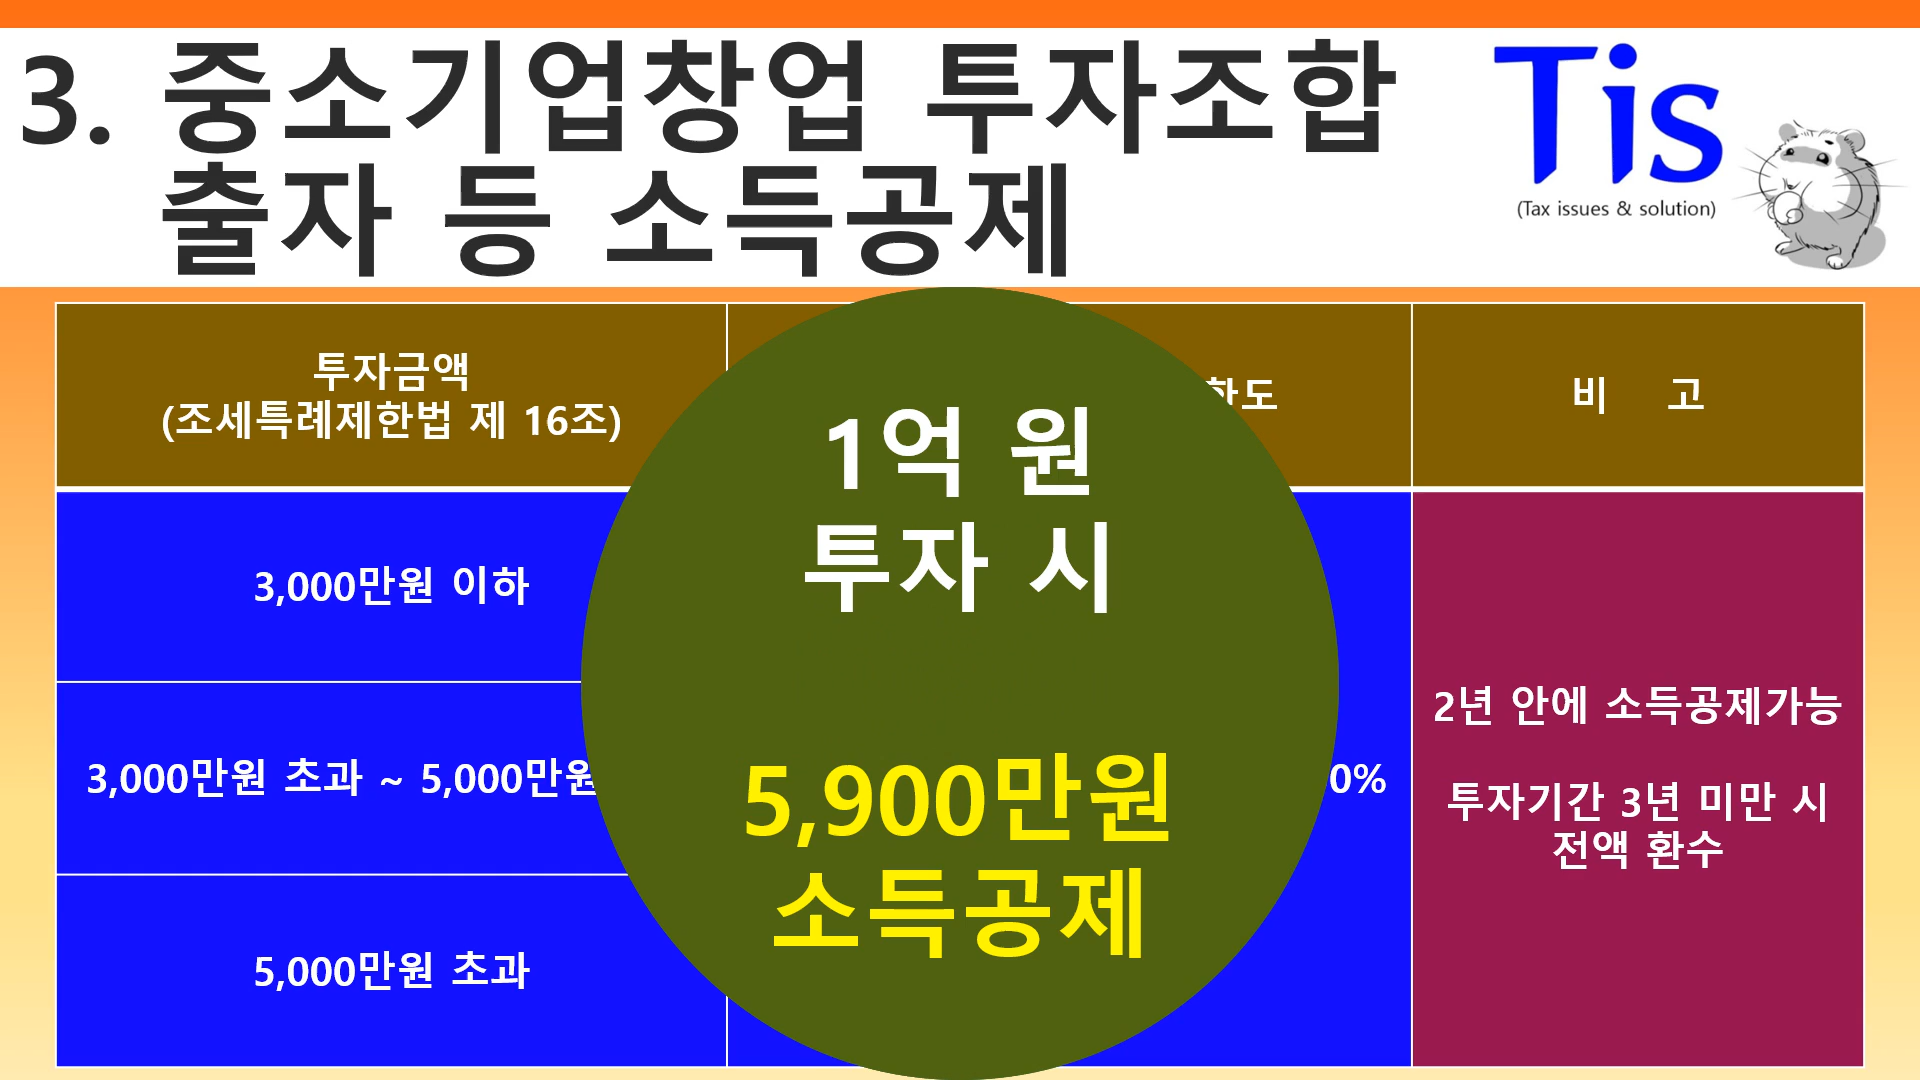 3. 중소기업창업 투자조합
출자 등 소득공제
Tis
(Tax issues & solution)
투자금액
(조세특례제한법 제 16조)
비 고
3,000만원 이하
3,000만원 초과 ~ 5,000만원
0%
5,000만원 초과
1억 원
투자 시
5,900만원
소득공제
2년 안에 소득공제가능
투자기간 3년 미만 시
전액 환수